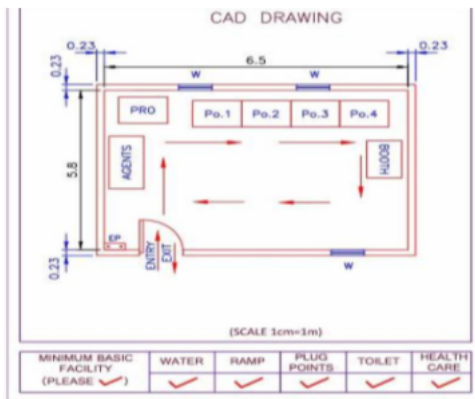 CAD DRAWING
0.23
0.23
6.5
0.23
W
W
PRO
Po.1
Po.2
Po.3
Po.4
5.8
AGENTS
BOOTH
EP
ENTRY
EXIT
0.23
W
(SCALE 1cm=1m)
MINIMUM BASIC
FACILITY
(PLEASE ✓)
WATER
RAMP
PLUG
POINTS
TOILET
HEALTH
CARE